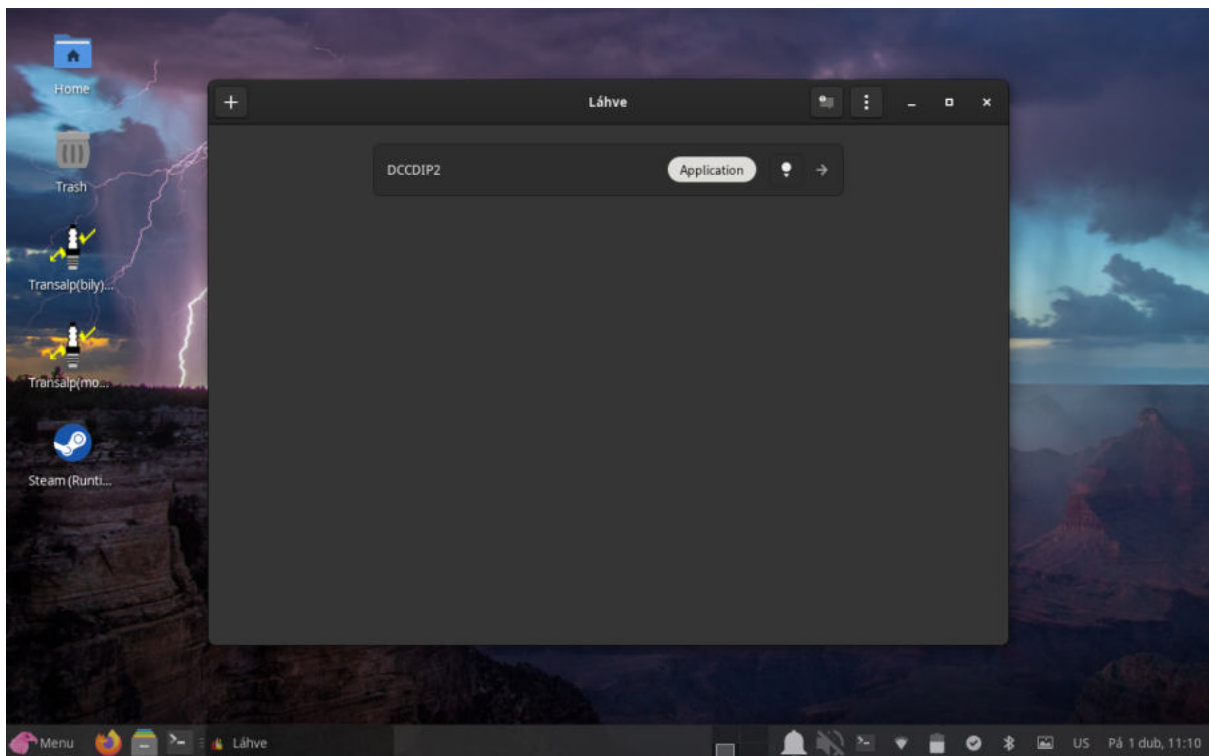 Home
Trash
Transalp(bily)...
Transalp(mo...
Steam (Runti...
Láhve
DCCDIP2
Application
Menu
Láhve
US
Pá 1 dub, 11:10